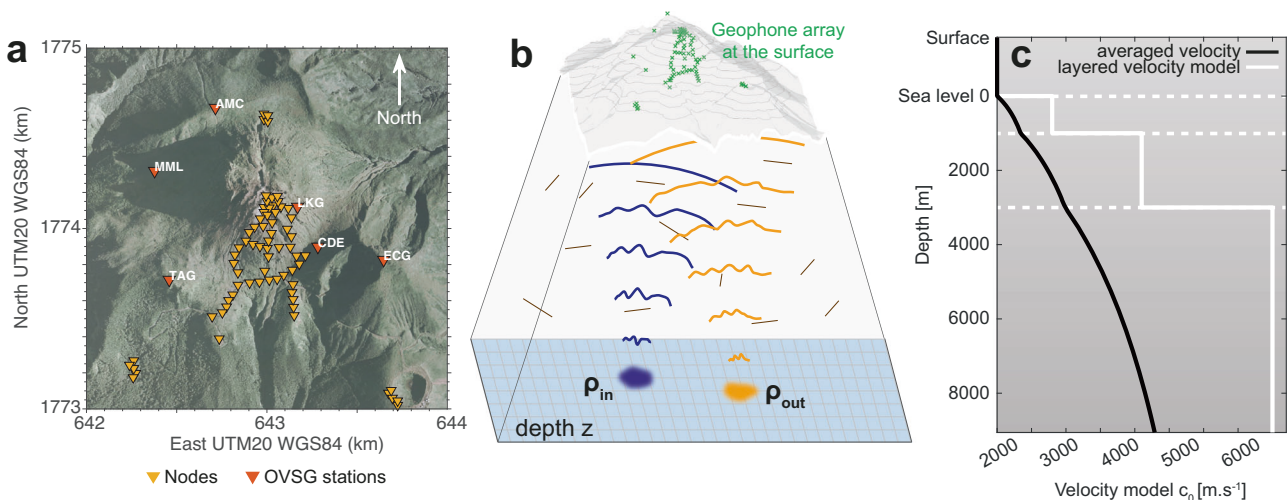 a
1775
1774
1773
North UTM20 WGS84 (km)
AMC
North
MML
LKG
CDE
ECG
TAG
642
643
644
East UTM20 WGS84 (km)
Nodes
OVSG stations
b
Geophone array
at the surface
ρin
ρout
depth z
c
Surface
averaged velocity
layered velocity model
Sea level 0
2000
4000
6000
8000
Depth [m]
2000
3000
4000
5000
6000
Velocity model c₀ [m.s⁻¹]